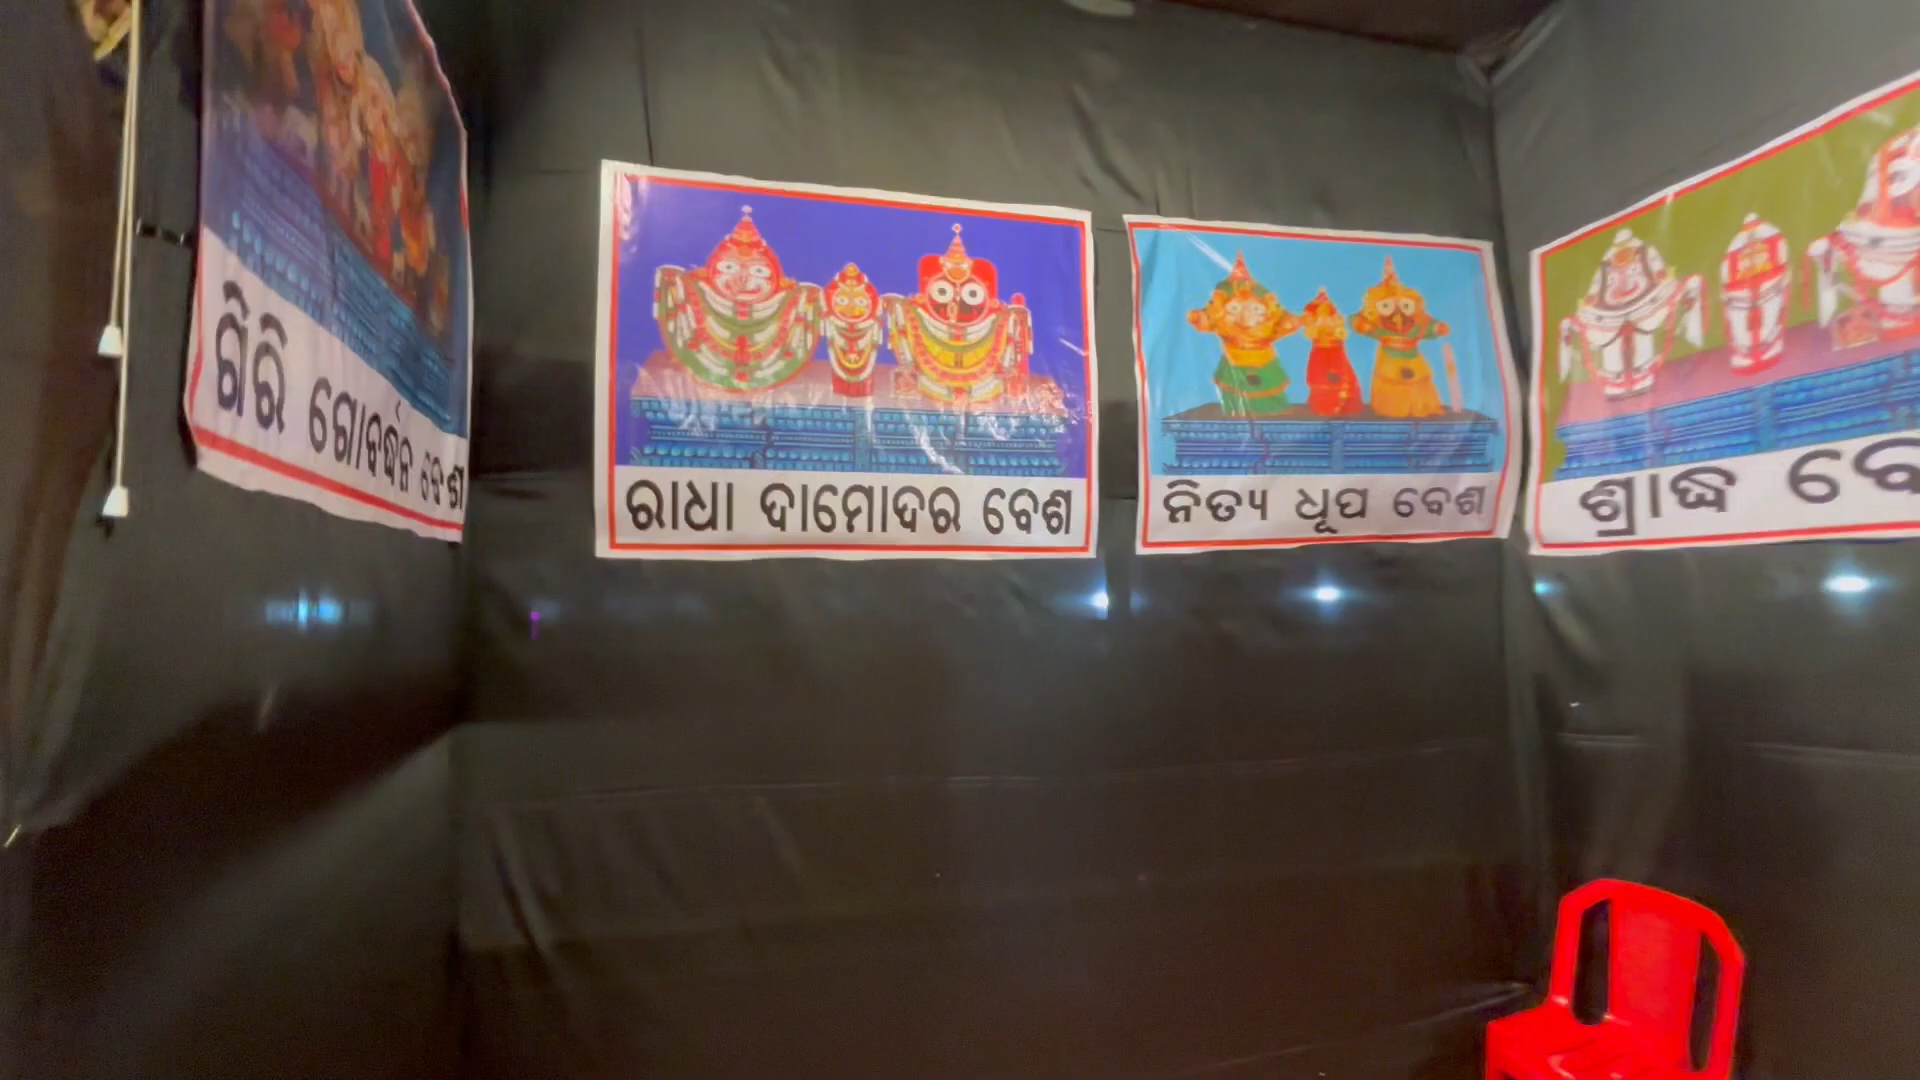 ଗିରି ଗୋବର୍ଦ୍ଧନ ବେଶ
ରାଧା ଦାମୋଦର ବେଶ
ନିତ୍ୟ ଧୂପ ବେଶ
ଶ୍ରାଦ୍ଧ